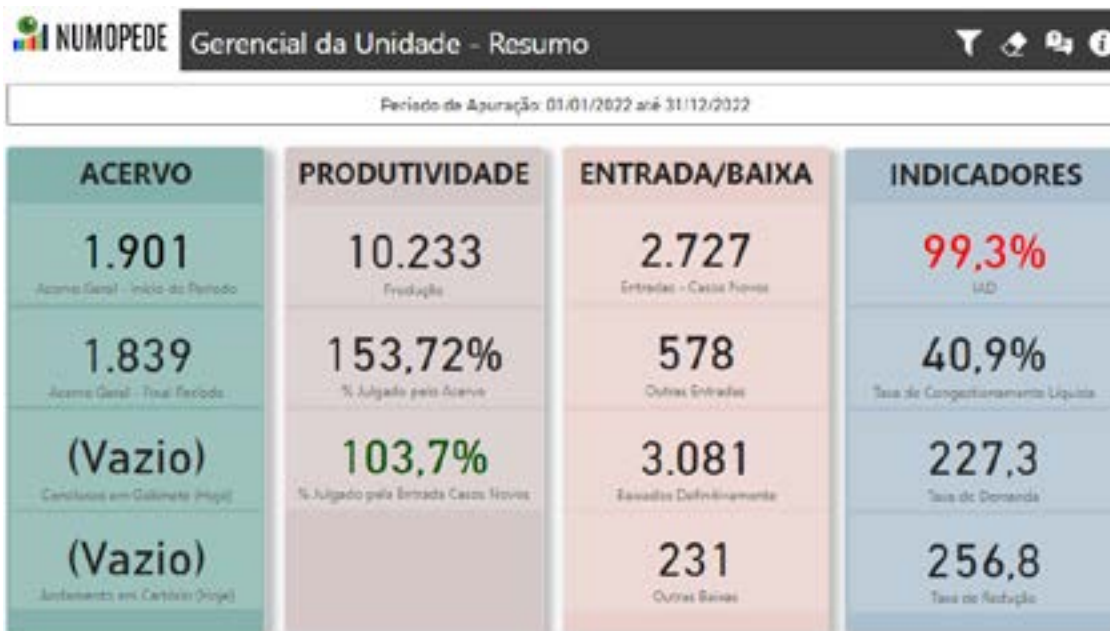 NUMOPEDE
Gerencial da Unidade - Resumo
Período de Apuração: 01/01/2022 até 31/12/2022
ACERVO
1.901
Acervo Geral - Início do Período
1.839
Acervo Geral - Final Período
(Vazio)
Conclusos em Gabinete (Hoje)
(Vazio)
Andamento em Cartório (Hoje)
PRODUTIVIDADE
10.233
Produção
153,72%
% Julgado pelo Acervo
103,7%
% Julgado pela Entrada Casos Novos
ENTRADA/BAIXA
2.727
Entradas - Casos Novos
578
Outras Entradas
3.081
Baixados Definitivamente
231
Outras Baixas
INDICADORES
99,3%
IAD
40,9%
Taxa de Congestionamento Líquida
227,3
Taxa de Demanda
256,8
Taxa de Redução